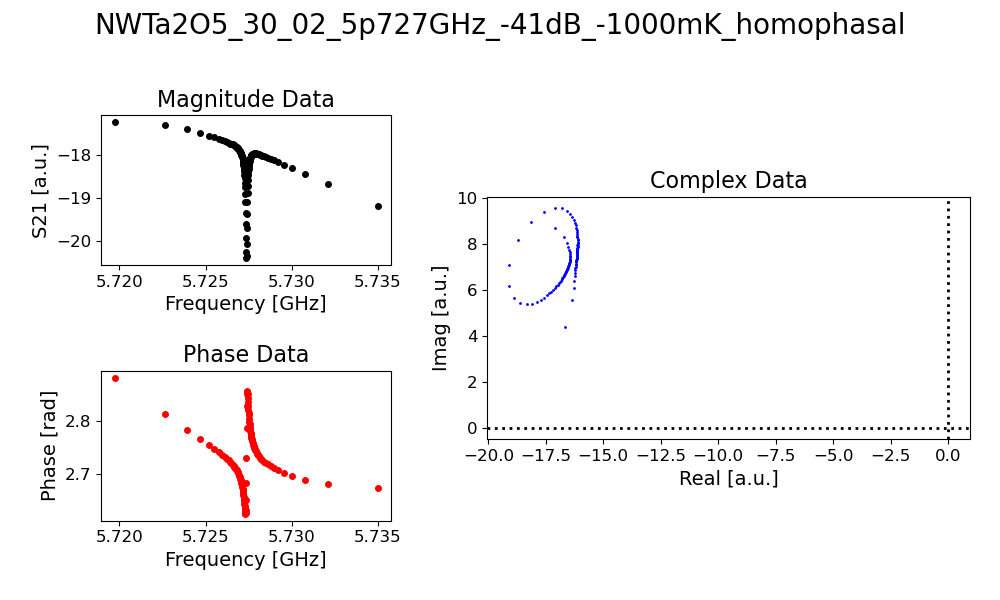 NWTa2O5_30_02_5p727GHz_-41dB_-1000mK_homophasal
Magnitude Data
S21 [a.u.]
−18
−19
−20
5.720 5.725 5.730 5.735
Frequency [GHz]
Phase Data
Phase [rad]
2.8
2.7
5.720 5.725 5.730 5.735
Frequency [GHz]
Complex Data
Imag [a.u.]
10
8
6
4
2
0
−20.0 −17.5 −15.0 −12.5 −10.0 −7.5 −5.0 −2.5 0.0
Real [a.u.]